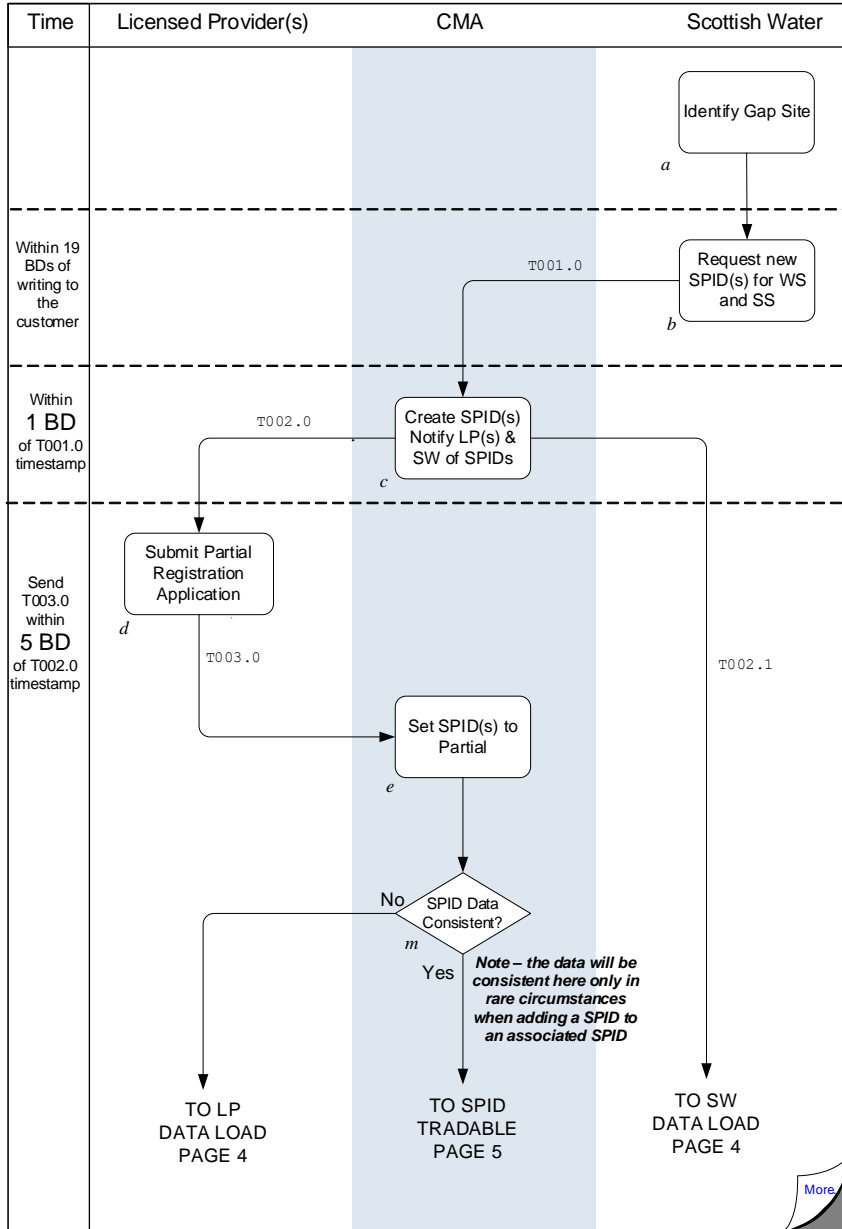 Time
Licensed Provider(s)
CMA
Scottish Water
Identify Gap Site
a
Within 19
BDs of
writing to
the
customer
T001.0
Request new
SPID(s) for WS
and SS
b
Within
1 BD
of T001.0
timestamp
T002.0
Create SPID(s)
Notify LP(s) &
SW of SPIDs
c
Send
T003.0
within
5 BD
of T002.0
timestamp
Submit Partial
Registration
Application
d
T003.0
T002.1
Set SPID(s) to
Partial
e
No
SPID Data
Consistent?
m
Yes
Note – the data will be
consistent here only in
rare circumstances
when adding a SPID to
an associated SPID
TO LP
DATA LOAD
PAGE 4
TO SPID
TRADABLE
PAGE 5
TO SW
DATA LOAD
PAGE 4
More.